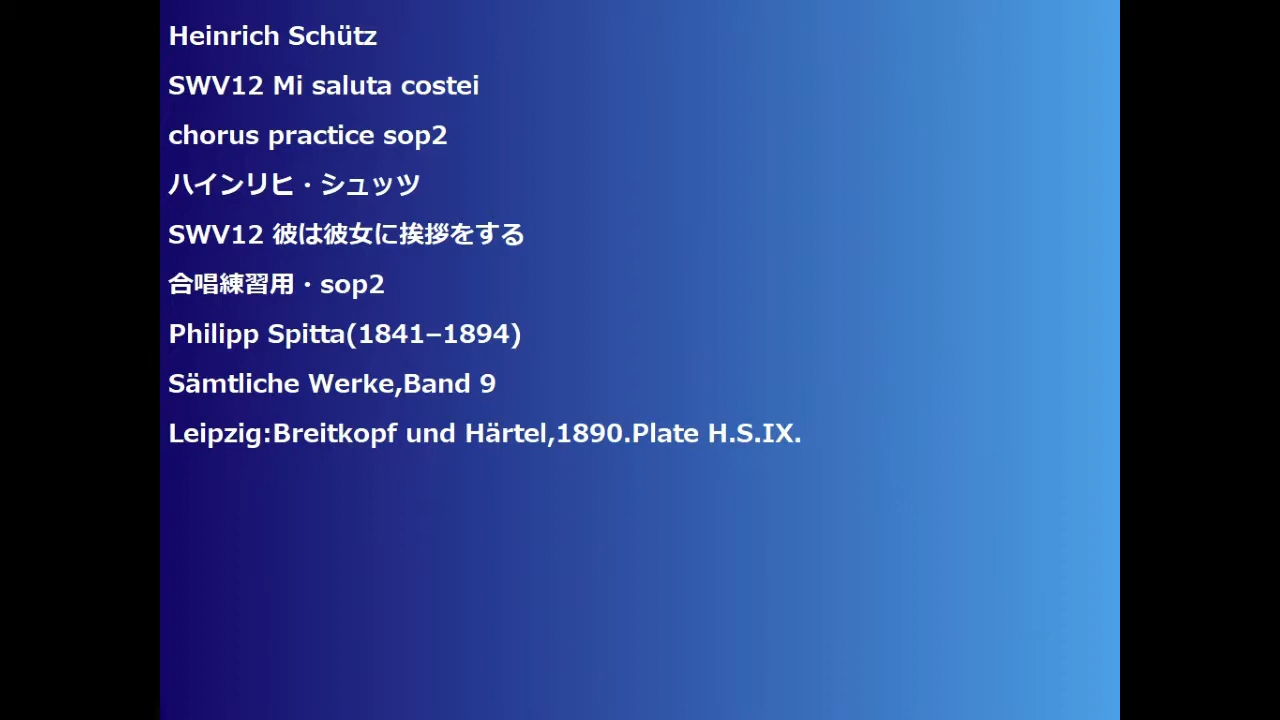 Heinrich Schütz
SWV12 Mi saluta costei
chorus practice sop2
ハインリヒ・シュッツ
SWV12 彼は彼女に挨拶をする
合唱練習用・sop2
Philipp Spitta(1841–1894)
Sämtliche Werke,Band 9
Leipzig:Breitkopf und Härtel,1890.Plate H.S.IX.